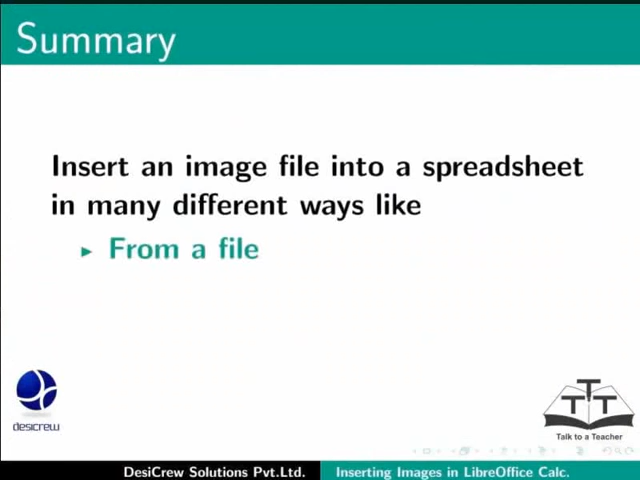 Summary
Insert an image file into a spreadsheet
in many different ways like
From a file
desicrew
TTT
Talk to a Teacher
DesiCrew Solutions Pvt.Ltd. Inserting Images in LibreOffice Calc.